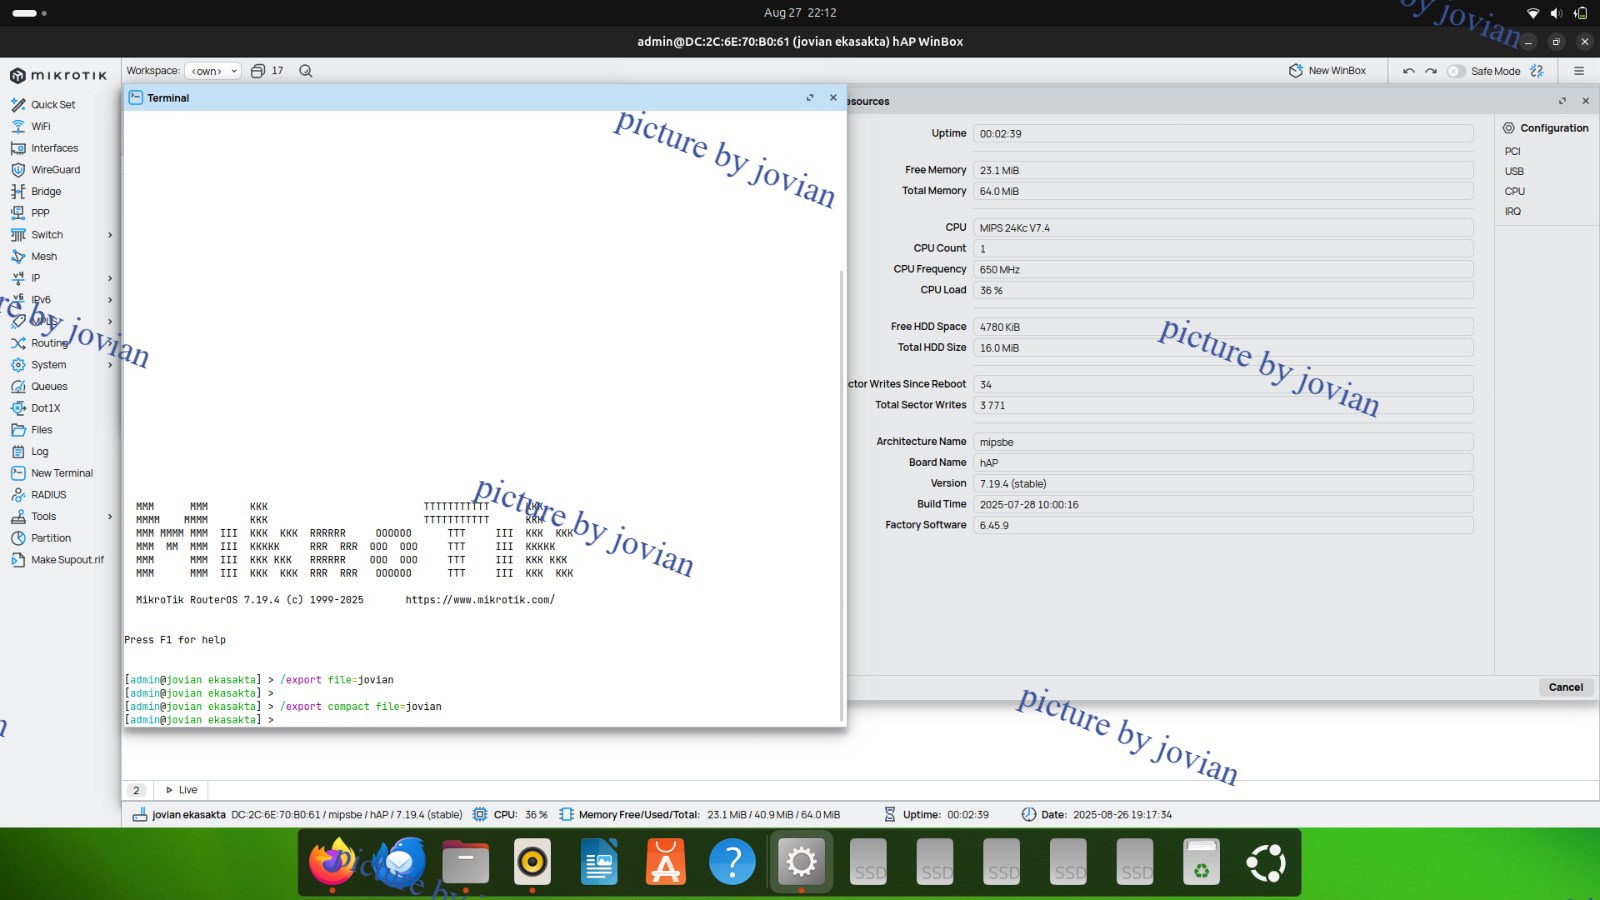 Aug 27 22:12
admin@DC:2C:6E:70:B0:61 (jovian ekasakta) hAP WinBox
by jovian
mikrotik
Workspace: <own> 17
New WinBox
Safe Mode
Quick Set
WiFi
Interfaces
WireGuard
Bridge
PPP
Switch
Mesh
IP
IPv6
MPLS
Routing
System
Queues
Dot1X
Files
Log
New Terminal
RADIUS
Tools
Partition
Make Supout.rif
re by jovian
Terminal
picture by jovian
MMM      MMM       KKK                          TTTTTTTTTTT      KKK
MMMM    MMMM       KKK                          TTTTTTTTTTT      KKK
MMM MMMM MMM  III  KKK  KKK  RRRRRR     OOOOOO      TTT     III  KKK  KKK
MMM  MM  MMM  III  KKKKK     RRR  RRR  OOO  OOO     TTT     III  KKKKK
MMM      MMM  III  KKK KKK   RRRRRR    OOO  OOO     TTT     III  KKK KKK
MMM      MMM  III  KKK  KKK  RRR  RRR   OOOOOO      TTT     III  KKK  KKK
picture by jovian
MikroTik RouterOS 7.19.4 (c) 1999-2025       https://www.mikrotik.com/
Press F1 for help
[admin@jovian ekasakta] > /export file=jovian
[admin@jovian ekasakta] >
[admin@jovian ekasakta] > /export compact file=jovian
[admin@jovian ekasakta] >
esources
Uptime 00:02:39
Free Memory 23.1 MiB
Total Memory 64.0 MiB
CPU MIPS 24Kc V7.4
CPU Count 1
CPU Frequency 650 MHz
CPU Load 36 %
Free HDD Space 4780 KiB
Total HDD Size 16.0 MiB
ctor Writes Since Reboot 34
Total Sector Writes 3 771
Architecture Name mipsbe
Board Name hAP
Version 7.19.4 (stable)
Build Time 2025-07-28 10:00:16
Factory Software 6.45.9
picture by jovian
Configuration
PCI
USB
CPU
IRQ
Cancel
picture by jovian
2 Live
jovian ekasakta DC:2C:6E:70:B0:61 / mipsbe / hAP / 7.19.4 (stable) CPU: 36 % Memory Free/Used/Total: 23.1 MiB / 40.9 MiB / 64.0 MiB Uptime: 00:02:39 Date: 2025-08-26 19:17:34
picture by
SSD SSD SSD SSD SSD